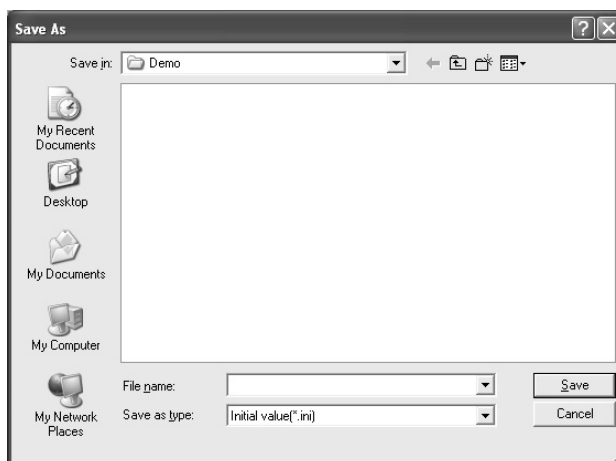 Save As
Save in:
Demo
My Recent
Documents
Desktop
My Documents
My Computer
My Network
Places
File name:
Save
Save as type:
Initial value(*.ini)
Cancel